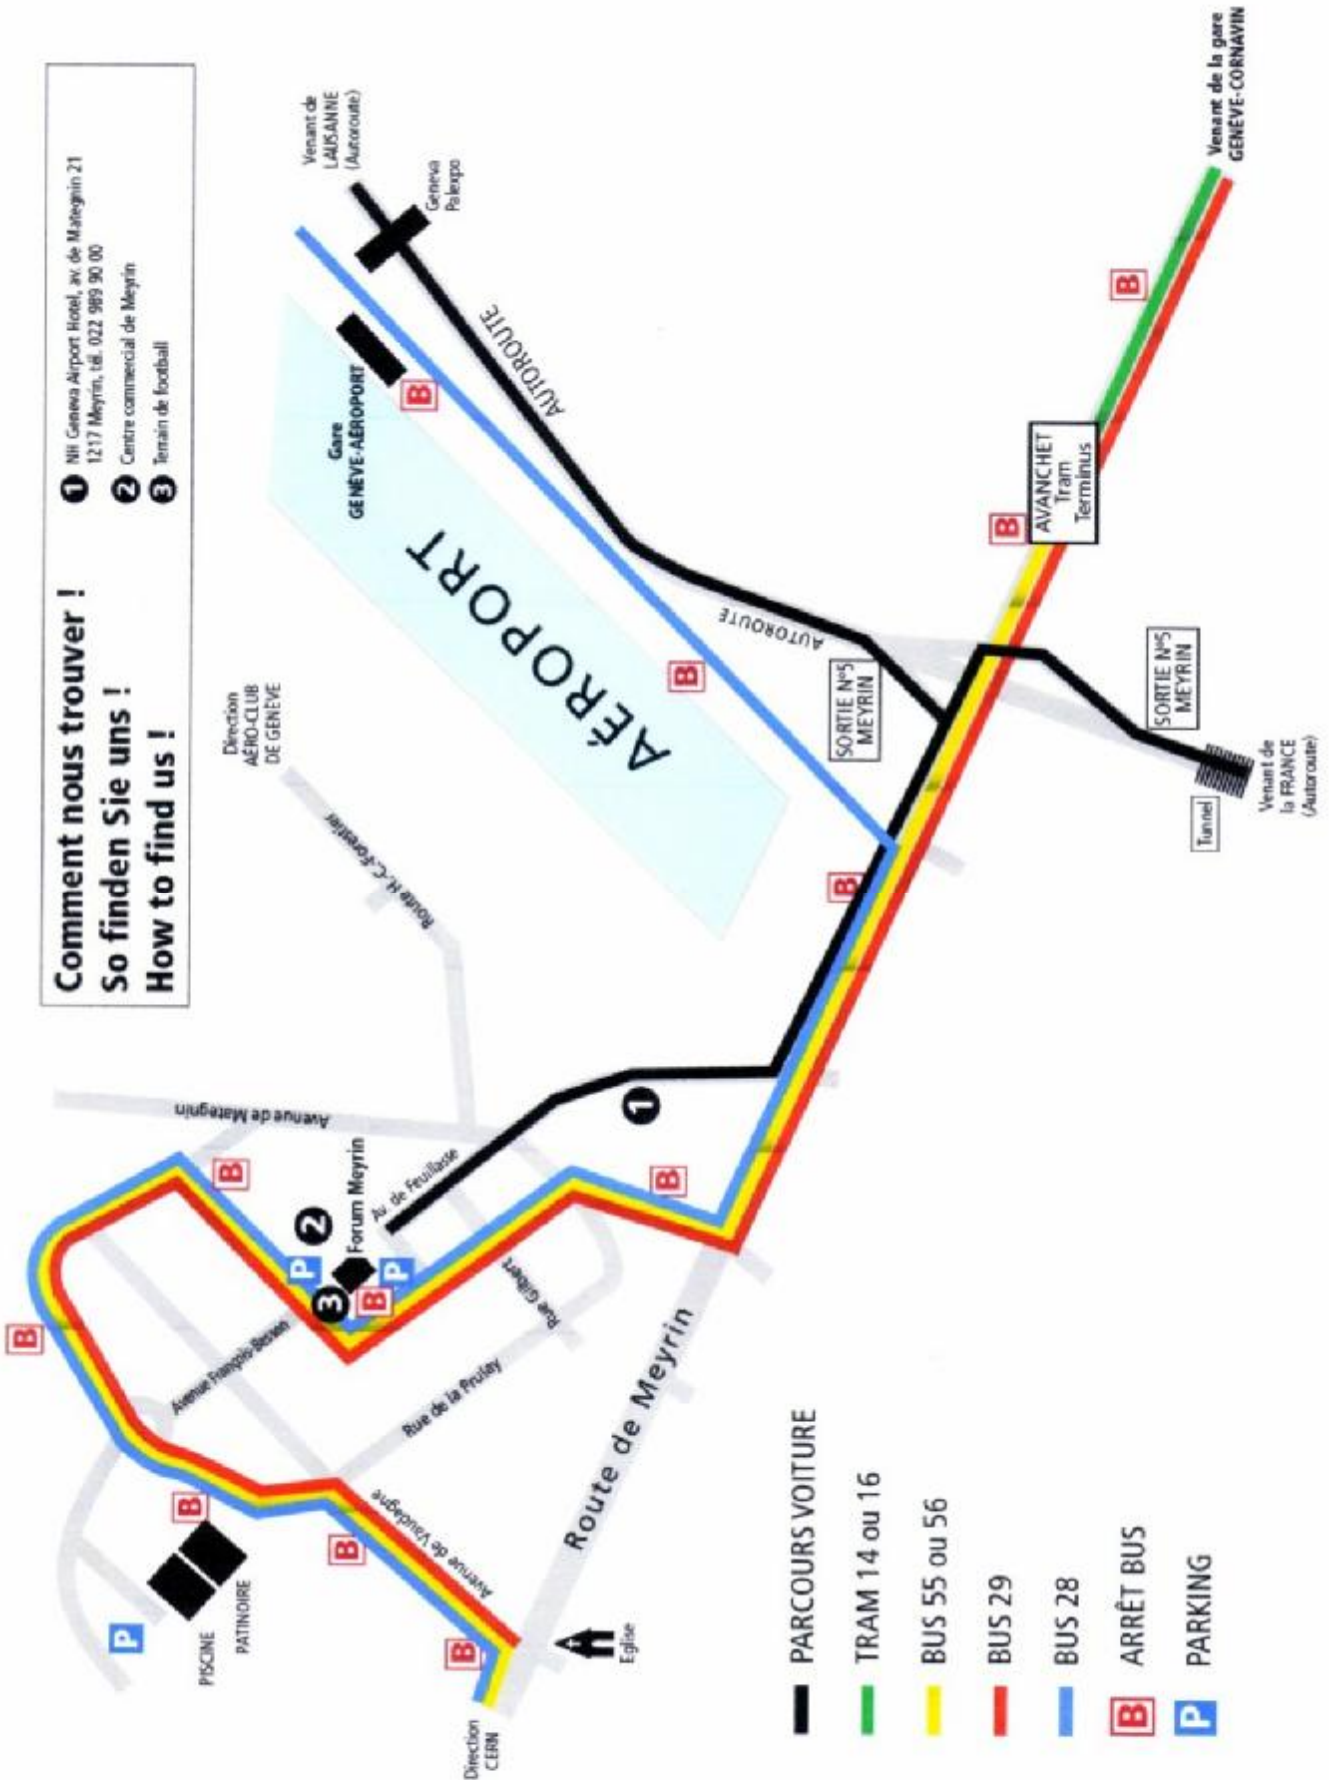 Comment nous trouver !
So finden Sie uns !
How to find us !
1 NH Geneva Airport Hotel, av. de Mategnin 21
1217 Meyrin, tél. 022 989 90 00
2 Centre commercial de Meyrin
3 Terrain de football
Venant de
LAUSANNE
(Autoroute)
Geneva
Palexpo
Gare
GENÈVE-AÉROPORT
B
AUTOROUTE
AÉROPORT
AUTOROUTE
B
Direction
AÉRO-CLUB
DE GENÈVE
Route H.-C.-Forestier
SORTIE N°5
MEYRIN
SORTIE N°5
MEYRIN
Tunnel
Venant de
la FRANCE
(Autoroute)
AVANCHET
Tram
Terminus
B
B
Venant de la gare
GENÈVE-CORNAVIN
B
1
Avenue de Mategnin
Av. de Feuillasse
Forum Meyrin
2
3
P
P
B
B
B
B
Rue Gilbert
Rue de la Prulay
Avenue François-Besson
Avenue de Vaudagne
Route de Meyrin
B
B
B
P
PISCINE
PATINOIRE
Eglise
Direction
CERN
PARCOURS VOITURE
TRAM 14 ou 16
BUS 55 ou 56
BUS 29
BUS 28
B ARRÊT BUS
P PARKING